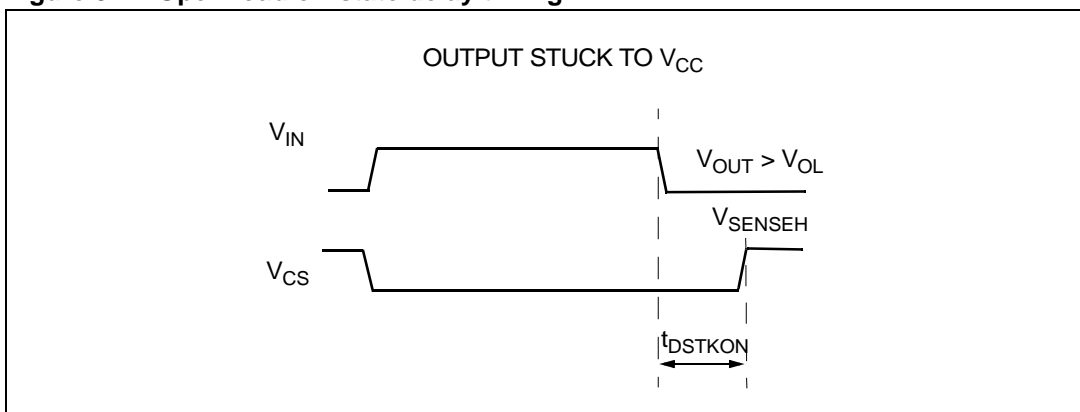 OUTPUT STUCK TO VCC
VIN
VOUT > VOL
VSENSEH
VCS
tDSTKON